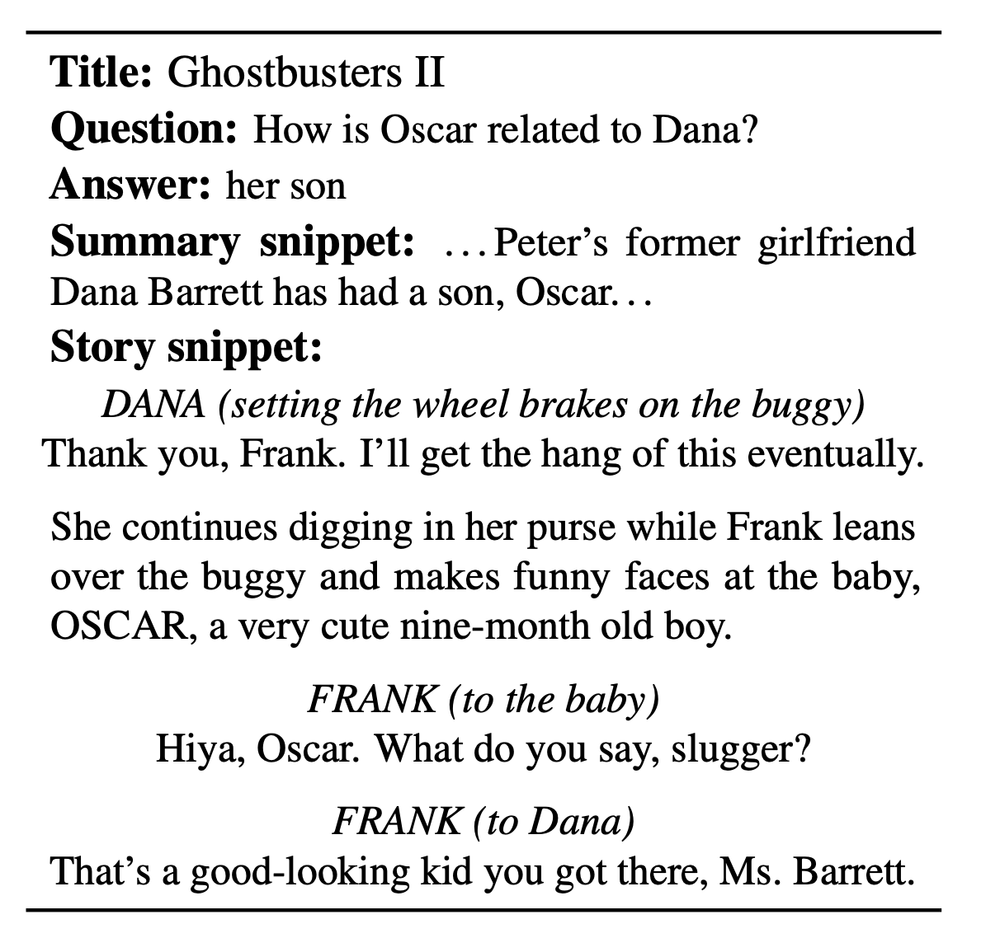 Title: Ghostbusters II
Question: How is Oscar related to Dana?
Answer: her son
Summary snippet: ...Peter’s former girlfriend
Dana Barrett has had a son, Oscar...
Story snippet:
DANA (setting the wheel brakes on the buggy)
Thank you, Frank. I’ll get the hang of this eventually.
She continues digging in her purse while Frank leans
over the buggy and makes funny faces at the baby,
OSCAR, a very cute nine-month old boy.
FRANK (to the baby)
Hiya, Oscar. What do you say, slugger?
FRANK (to Dana)
That’s a good-looking kid you got there, Ms. Barrett.